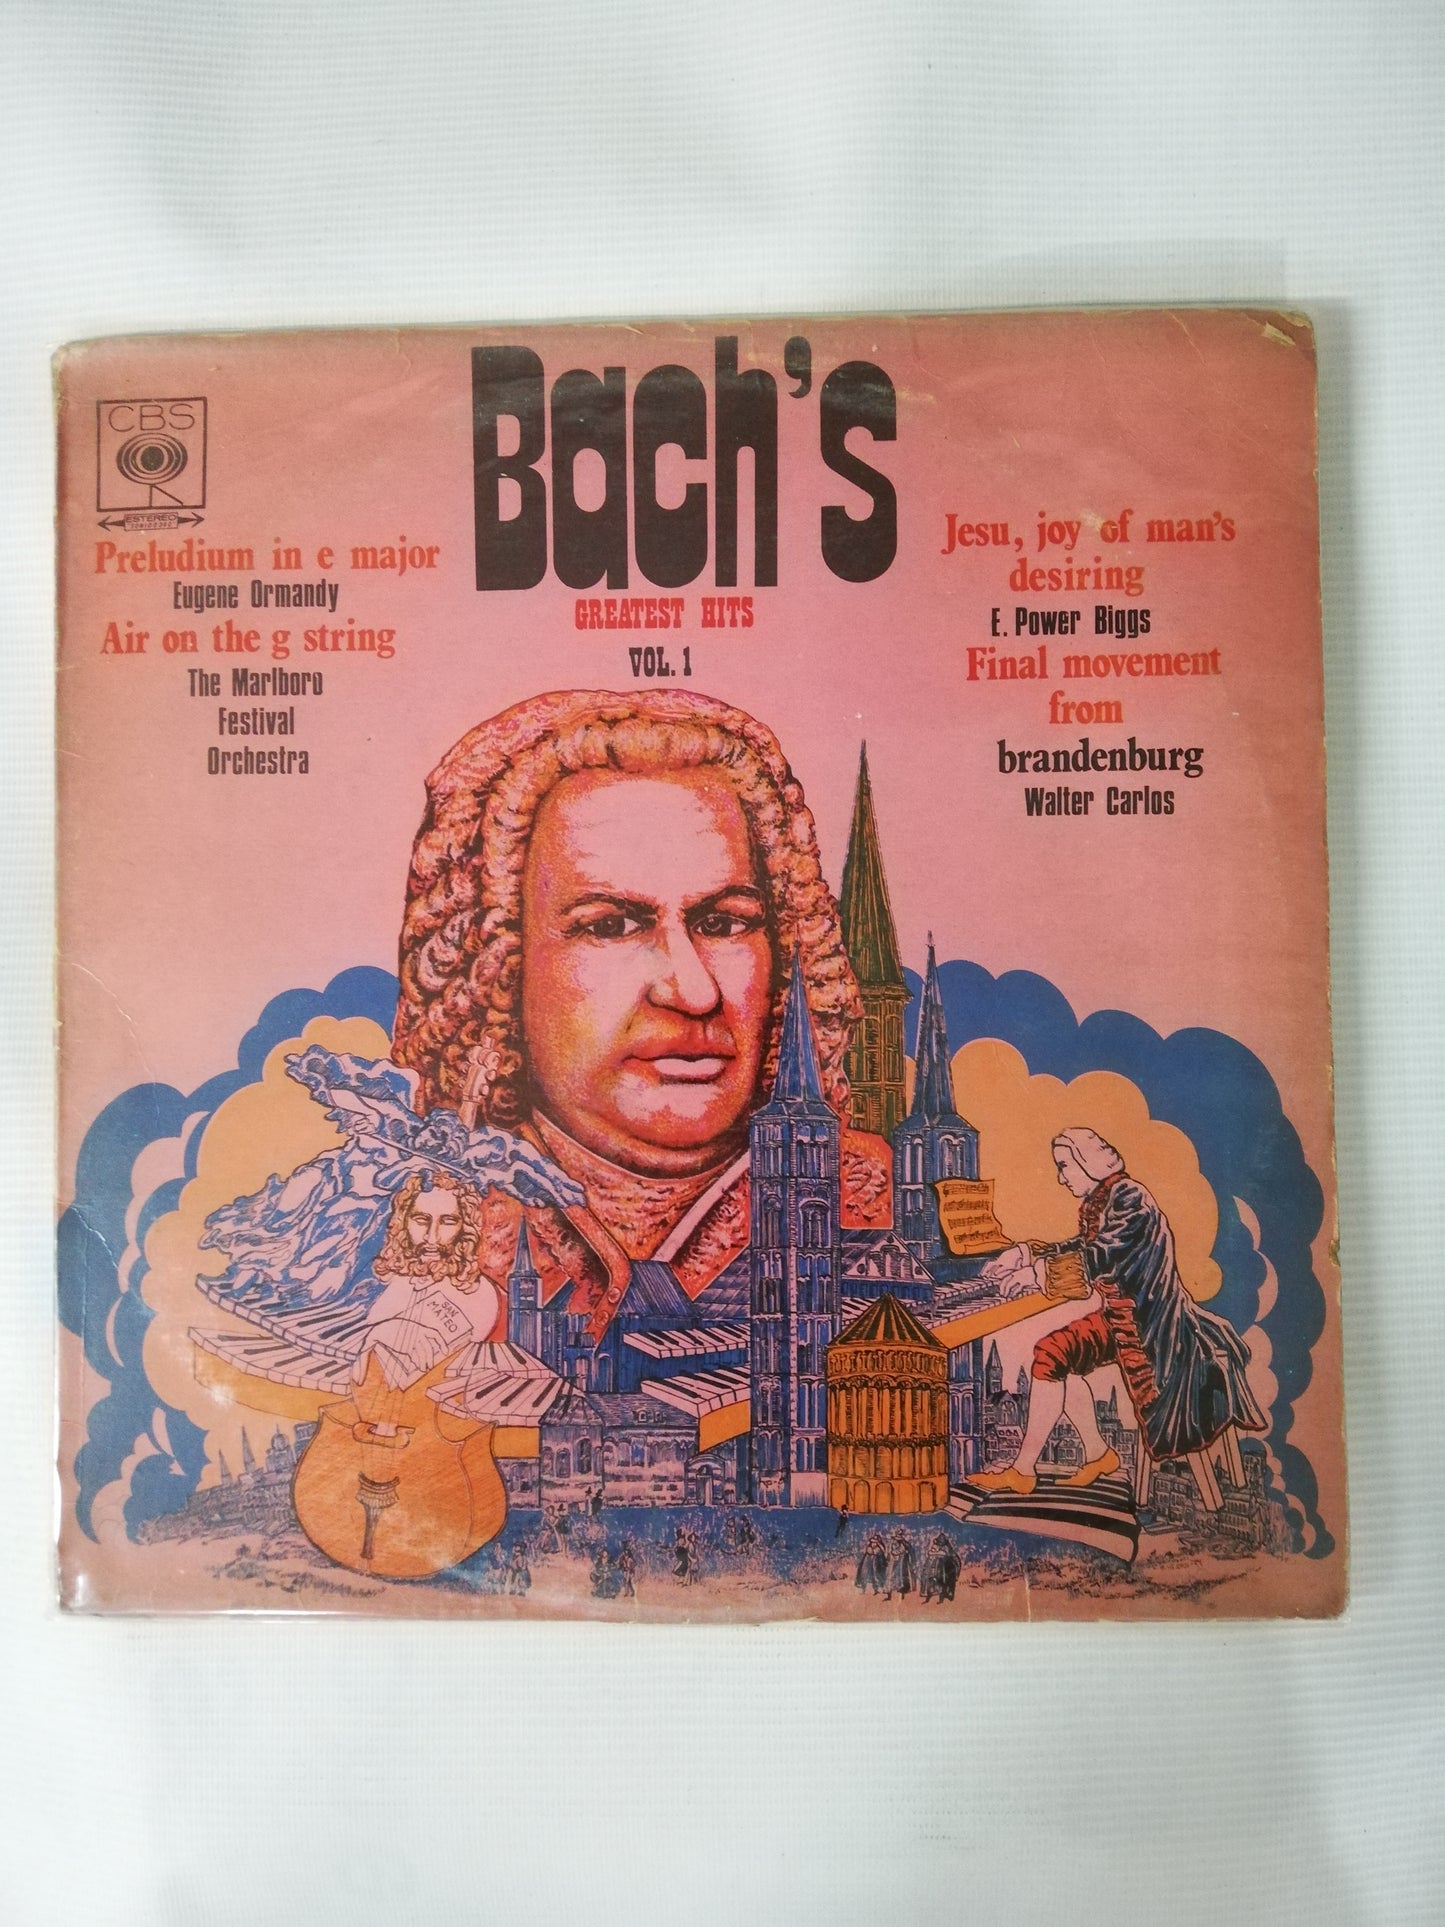 Bach's
GREATEST HITS
VOL. 1
CBS
ESTEREO
Preludium in e major
Eugene Ormandy
Air on the g string
The Marlboro
Festival
Orchestra
Jesu, joy of man's
desiring
E. Power Biggs
Final movement
from
brandenburg
Walter Carlos
SAN
MATEO